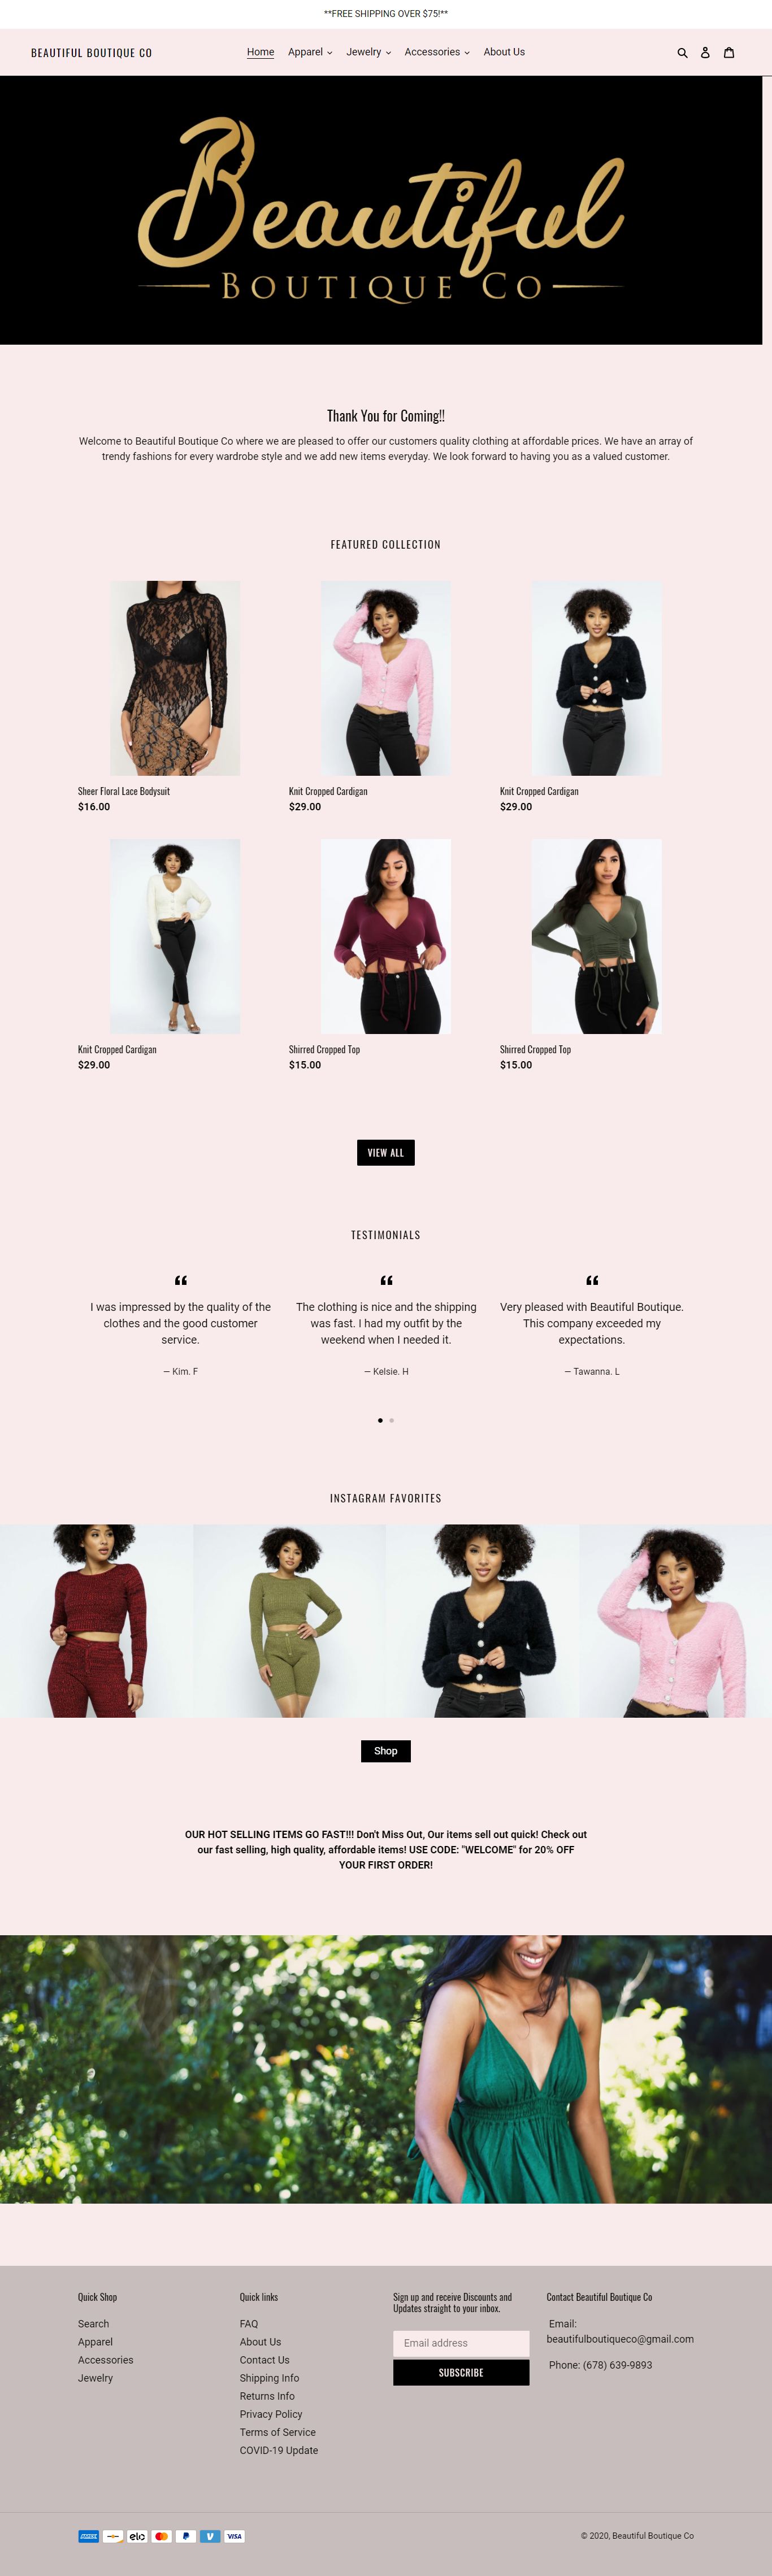 **FREE SHIPPING OVER $75!**
BEAUTIFUL BOUTIQUE CO
Home Apparel Jewelry Accessories About Us
Beautiful
BOUTIQUE CO
Thank You for Coming!!
Welcome to Beautiful Boutique Co where we are pleased to offer our customers quality clothing at affordable prices. We have an array of
trendy fashions for every wardrobe style and we add new items everyday. We look forward to having you as a valued customer.
FEATURED COLLECTION
Sheer Floral Lace Bodysuit
$16.00
Knit Cropped Cardigan
$29.00
Knit Cropped Cardigan
$29.00
Knit Cropped Cardigan
$29.00
Shirred Cropped Top
$15.00
Shirred Cropped Top
$15.00
VIEW ALL
TESTIMONIALS
“
I was impressed by the quality of the
clothes and the good customer
service.
— Kim. F
“
The clothing is nice and the shipping
was fast. I had my outfit by the
weekend when I needed it.
— Kelsie. H
“
Very pleased with Beautiful Boutique.
This company exceeded my
expectations.
— Tawanna. L
INSTAGRAM FAVORITES
Shop
OUR HOT SELLING ITEMS GO FAST!!! Don't Miss Out, Our items sell out quick! Check out
our fast selling, high quality, affordable items! USE CODE: "WELCOME" for 20% OFF
YOUR FIRST ORDER!
Quick Shop
Search
Apparel
Accessories
Jewelry
Quick links
FAQ
About Us
Contact Us
Shipping Info
Returns Info
Privacy Policy
Terms of Service
COVID-19 Update
Sign up and receive Discounts and
Updates straight to your inbox.
Email address
SUBSCRIBE
Contact Beautiful Boutique Co
Email:
beautifulboutiqueco@gmail.com
Phone: (678) 639-9893
AMERICAN EXPRESS elo VISA
© 2020, Beautiful Boutique Co